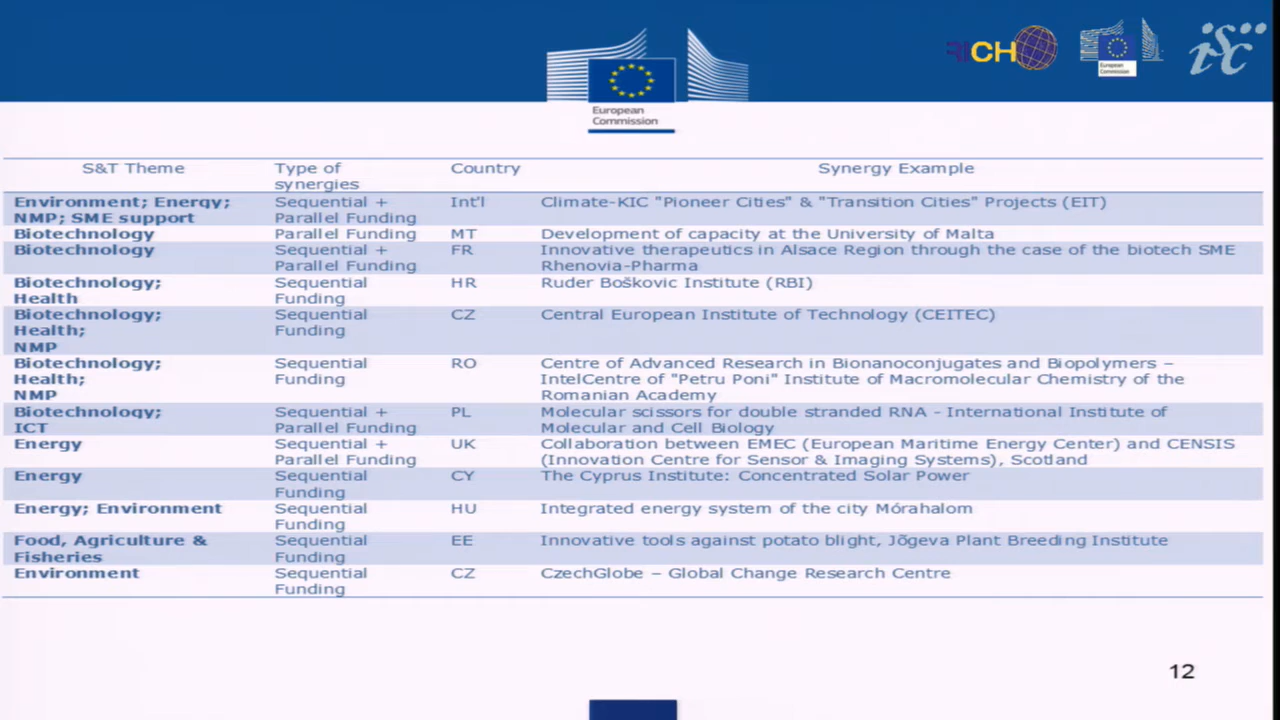 RICH
European
Commission
iSC
European
Commission
S&T Theme Type of synergies Country Synergy Example
Environment; Energy; NMP; SME support Sequential + Parallel Funding Int'l Climate-KIC "Pioneer Cities" & "Transition Cities" Projects (EIT)
Biotechnology Parallel Funding MT Development of capacity at the University of Malta
Biotechnology Sequential + Parallel Funding FR Innovative therapeutics in Alsace Region through the case of the biotech SME Rhenovia-Pharma
Biotechnology; Health Sequential Funding HR Ruder Boškovic Institute (RBI)
Biotechnology; Health; NMP Sequential Funding CZ Central European Institute of Technology (CEITEC)
Biotechnology; Health; NMP Sequential Funding RO Centre of Advanced Research in Bionanoconjugates and Biopolymers – IntelCentre of "Petru Poni" Institute of Macromolecular Chemistry of the Romanian Academy
Biotechnology; ICT Sequential + Parallel Funding PL Molecular scissors for double stranded RNA - International Institute of Molecular and Cell Biology
Energy Sequential + Parallel Funding UK Collaboration between EMEC (European Maritime Energy Center) and CENSIS (Innovation Centre for Sensor & Imaging Systems), Scotland
Energy Sequential Funding CY The Cyprus Institute: Concentrated Solar Power
Energy; Environment Sequential Funding HU Integrated energy system of the city Mórahalom
Food, Agriculture & Fisheries Sequential Funding EE Innovative tools against potato blight, Jõgeva Plant Breeding Institute
Environment Sequential Funding CZ CzechGlobe – Global Change Research Centre
12